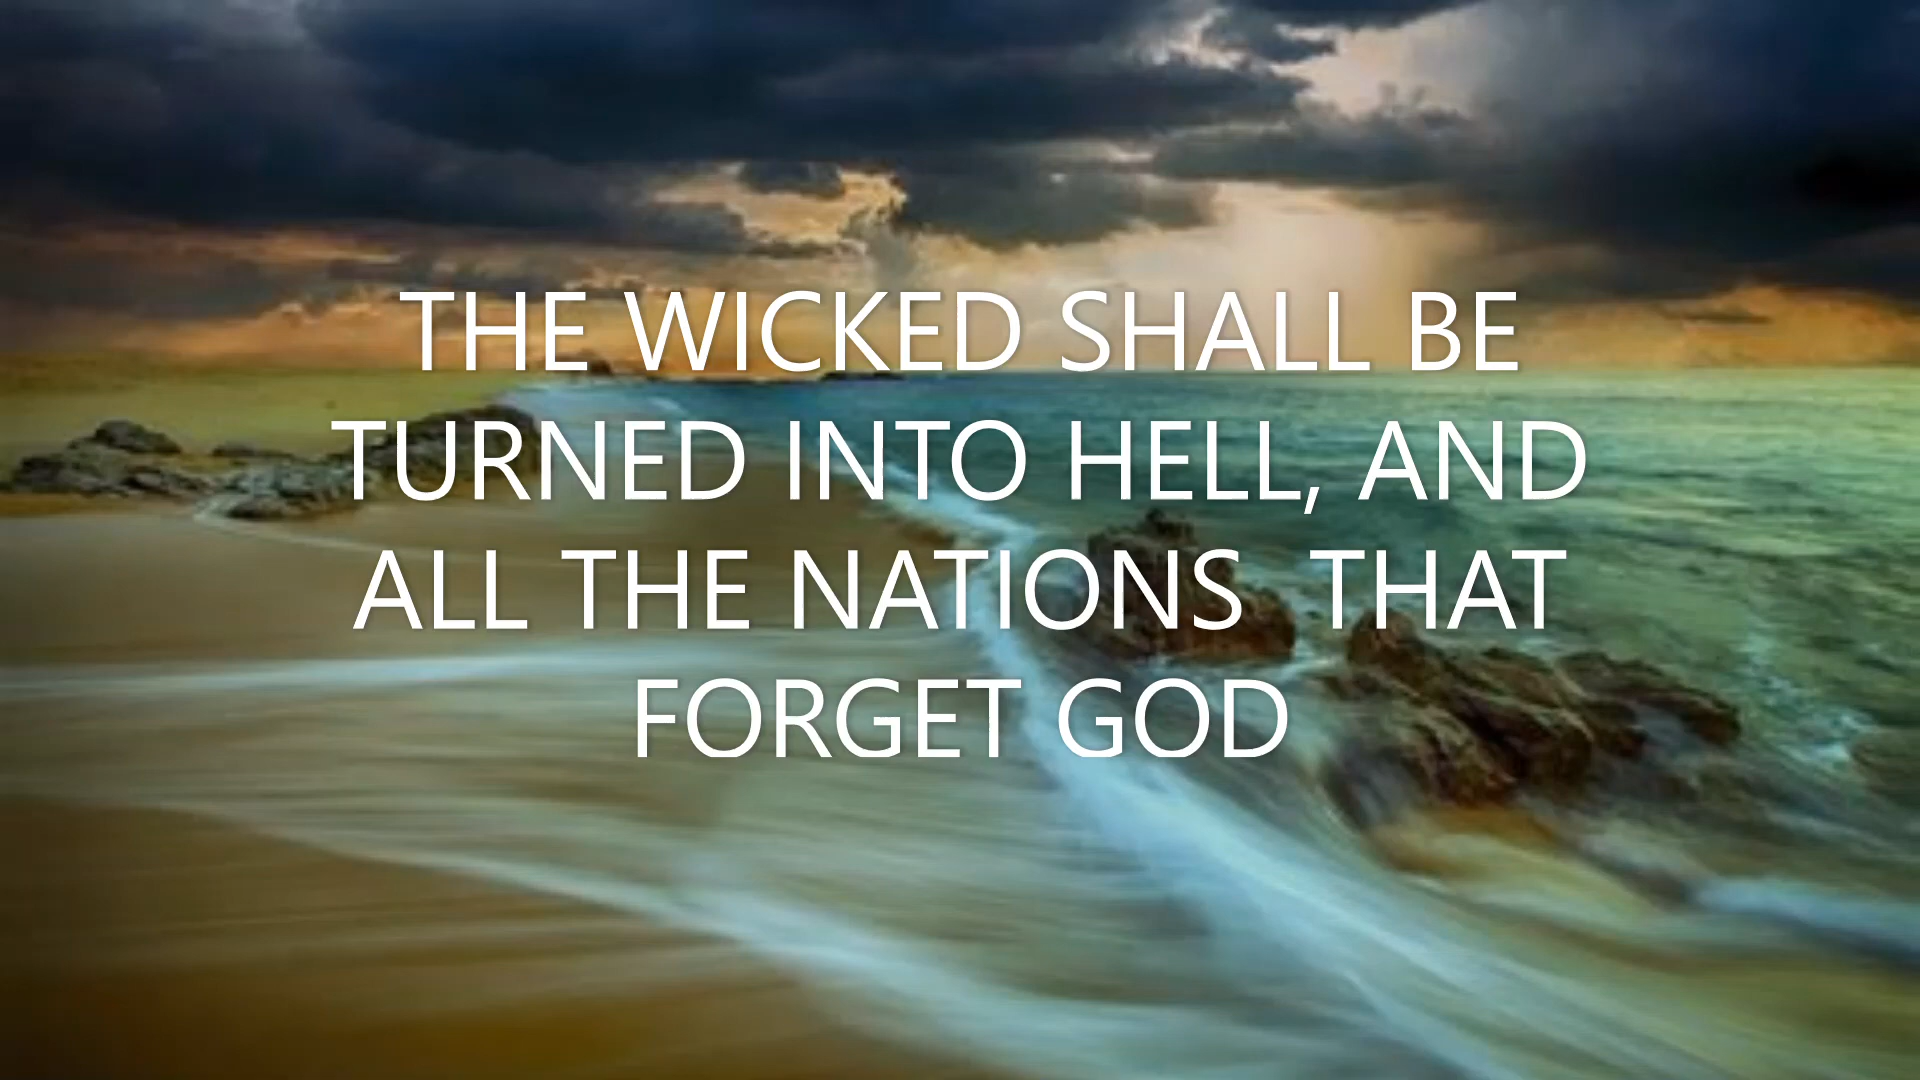 THE WICKED SHALL BE
TURNED INTO HELL, AND
ALL THE NATIONS  THAT
FORGET GOD